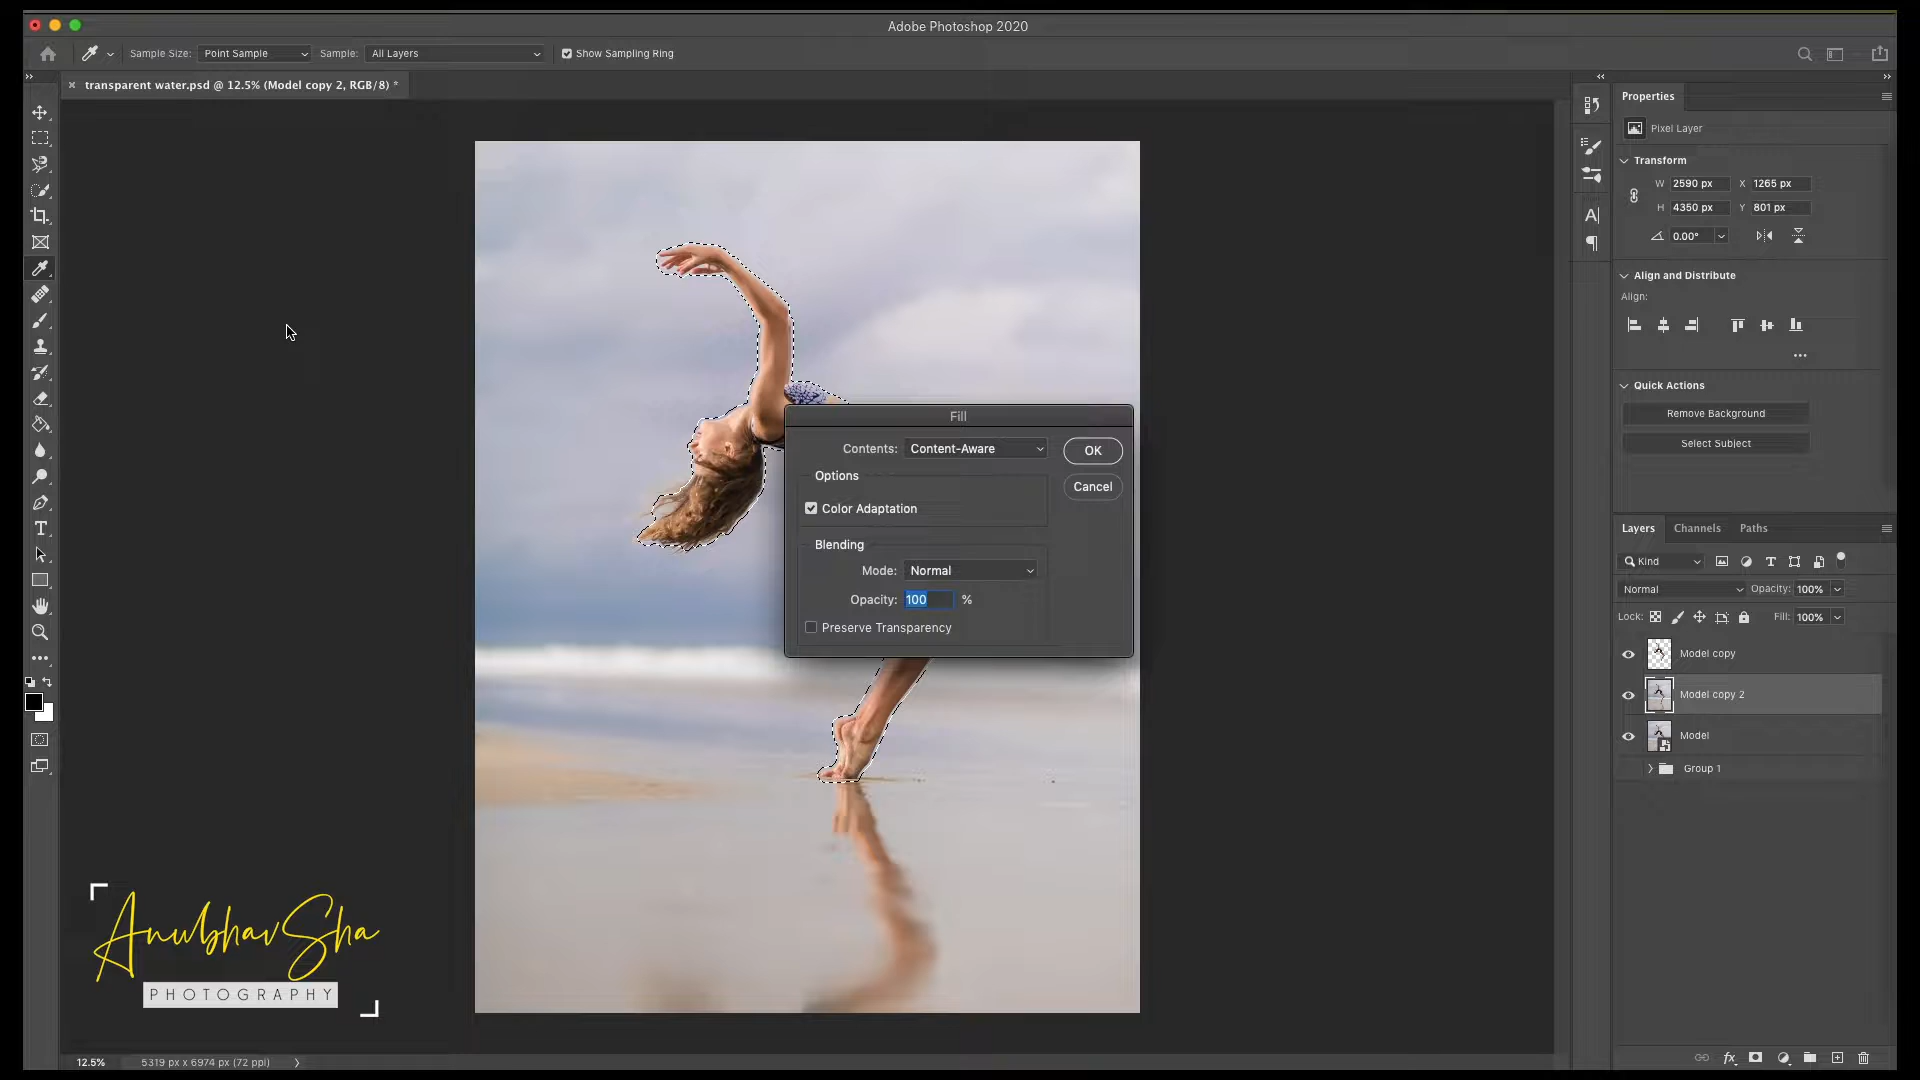 Adobe Photoshop 2020
Sample Size: Point Sample Sample: All Layers Show Sampling Ring
transparent water.psd @ 12.5% (Model copy 2, RGB/8) *
Properties
Pixel Layer
Transform
W 2590 px X 1265 px
H 4350 px Y 801 px
0.00°
Align and Distribute
Align:
Quick Actions
Remove Background
Select Subject
Fill
Contents: Content-Aware OK
Options
Cancel
Color Adaptation
Blending
Mode: Normal
Opacity: 100 %
Preserve Transparency
Layers Channels Paths
Kind
Normal Opacity: 100%
Lock: Fill: 100%
Model copy
Model copy 2
Model
Group 1
AnubhavSha
PHOTOGRAPHY
12.5% 5319 px x 6974 px (72 ppi)